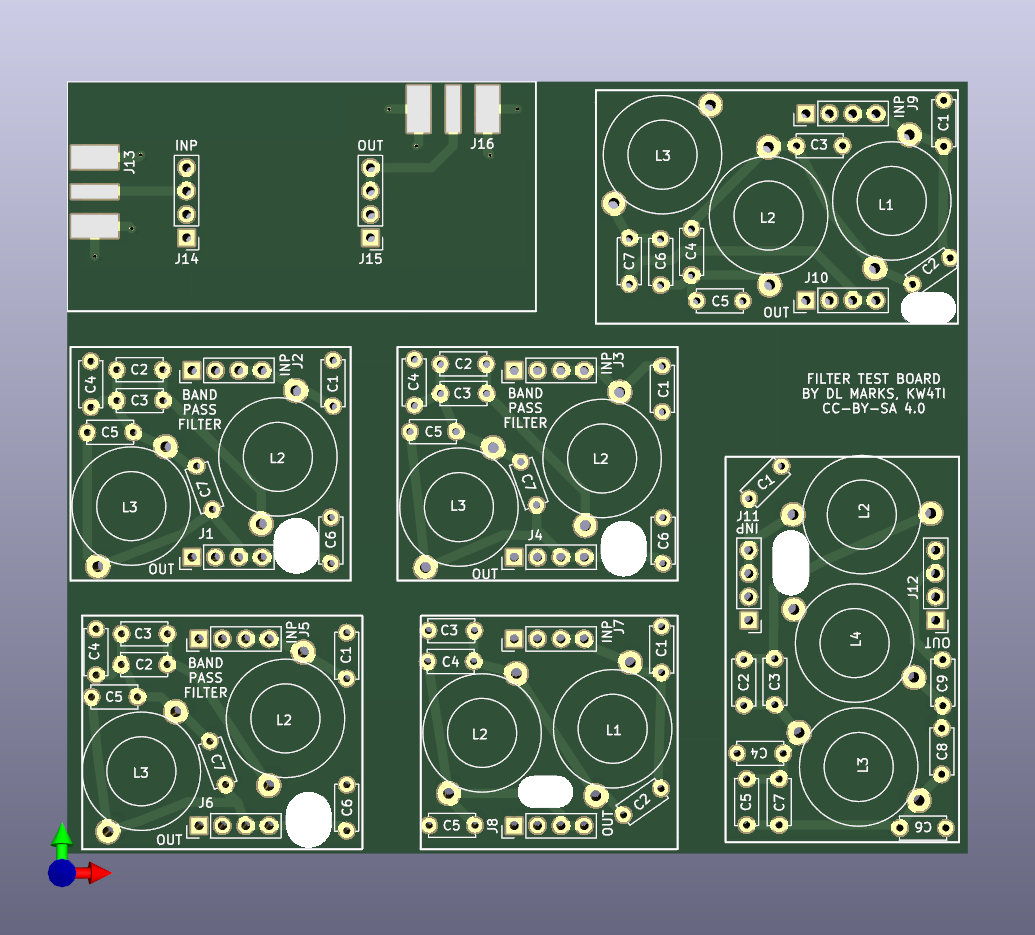 J16
J13
INP
OUT
J14
J15
L3
INP
J9
C1
C3
L2
L1
C7
C6
C4
C2
J10
C5
OUT
C4
C2
INP
J2
C1
C3
BAND
PASS
FILTER
C5
L2
C7
L3
J1
C6
OUT
C4
C2
INP
J3
C1
C3
BAND
PASS
FILTER
C5
L2
C7
L3
J4
C6
OUT
FILTER TEST BOARD
BY DL MARKS, KW4TI
CC-BY-SA 4.0
C1
J11
INP
L2
J12
L4
OUT
C2
C3
C9
C4
L3
C8
C5
C7
C6
C4
C3
INP
J5
C1
C2
BAND
PASS
FILTER
C5
L2
C7
L3
J6
C6
OUT
C3
INP
J7
C1
C4
L2
L1
C2
C5
J8
OUT